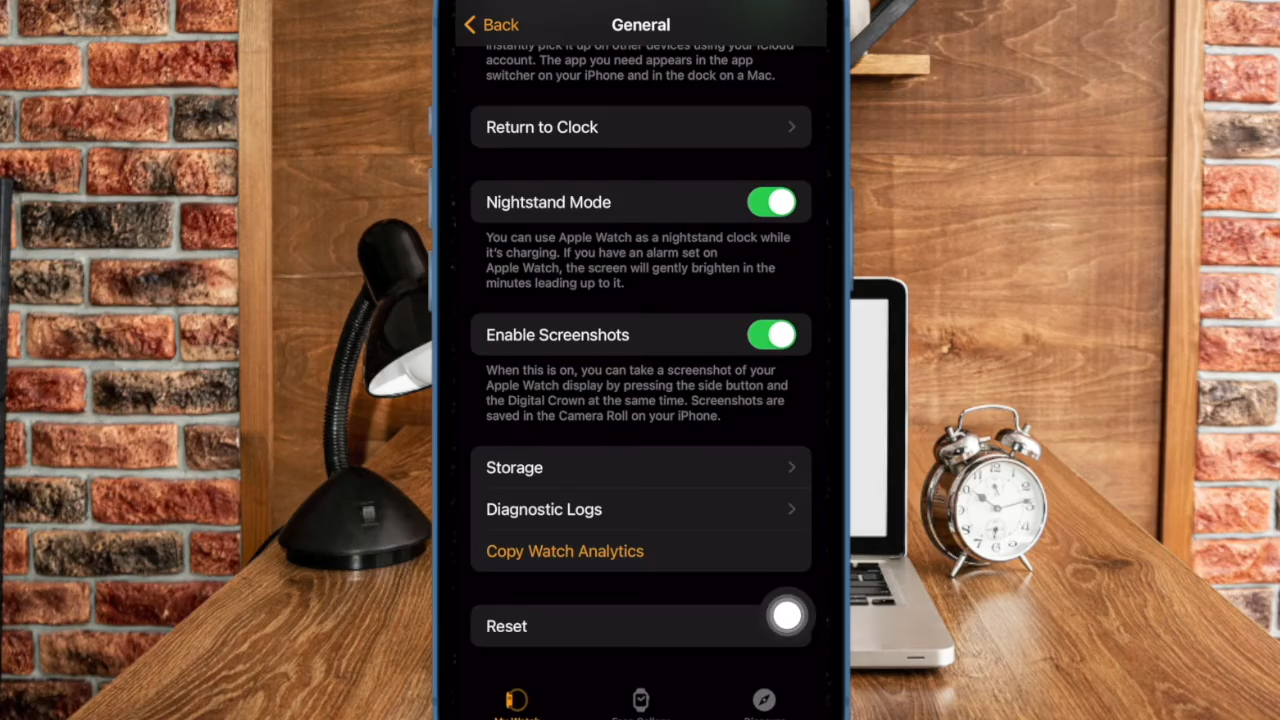 Back
General
instantly pick it up on other devices using your iCloud
account. The app you need appears in the app
switcher on your iPhone and in the dock on a Mac.
Return to Clock
Nightstand Mode
You can use Apple Watch as a nightstand clock while
it's charging. If you have an alarm set on
Apple Watch, the screen will gently brighten in the
minutes leading up to it.
Enable Screenshots
When this is on, you can take a screenshot of your
Apple Watch display by pressing the side button and
the Digital Crown at the same time. Screenshots are
saved in the Camera Roll on your iPhone.
Storage
Diagnostic Logs
Copy Watch Analytics
Reset
My Watch